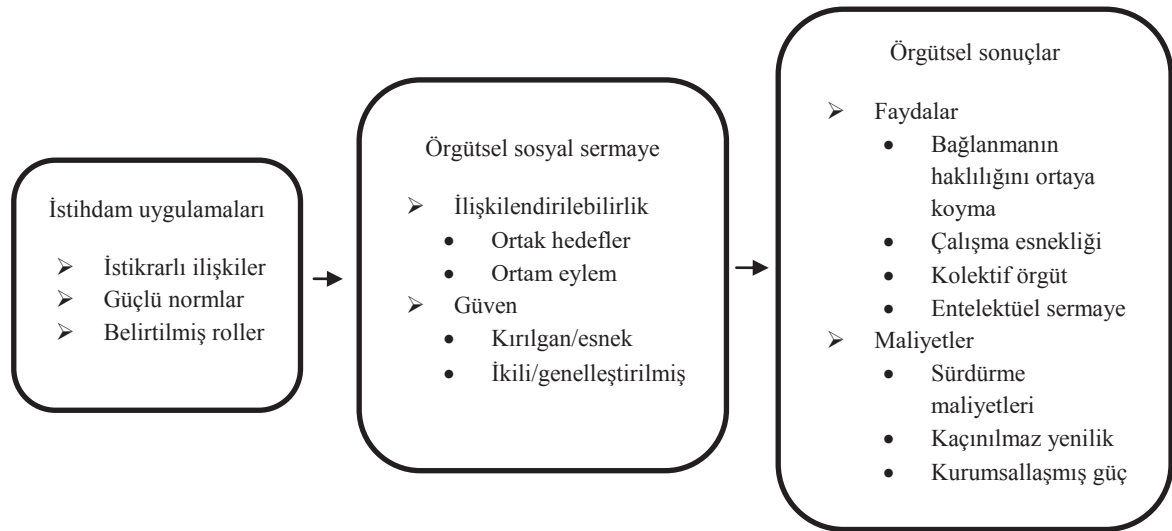 İstihdam uygulamaları
➢ İstikrarlı ilişkiler
➢ Güçlü normlar
➢ Belirtilmiş roller
Örgütsel sosyal sermaye
➢ İlişkilendirilebilirlik
• Ortak hedefler
• Ortam eylem
➢ Güven
• Kırılgan/esnek
• İkili/genelleştirilmiş
Örgütsel sonuçlar
➢ Faydalar
• Bağlanmanın
haklılığını ortaya
koyma
• Çalışma esnekliği
• Kolektif örgüt
• Entelektüel sermaye
➢ Maliyetler
• Sürdürme
maliyetleri
• Kaçınılmaz yenilik
• Kurumsallaşmış güç